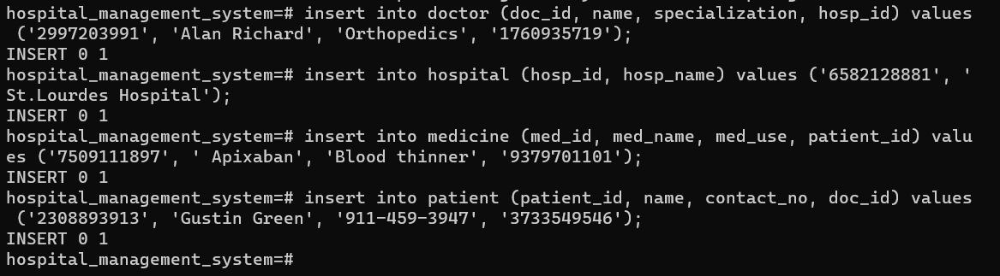 hospital_management_system=# insert into doctor (doc_id, name, specialization, hosp_id) values
 ('2997203991', 'Alan Richard', 'Orthopedics', '1760935719');
INSERT 0 1
hospital_management_system=# insert into hospital (hosp_id, hosp_name) values ('6582128881', '
St.Lourdes Hospital');
INSERT 0 1
hospital_management_system=# insert into medicine (med_id, med_name, med_use, patient_id) valu
es ('7509111897', ' Apixaban', 'Blood thinner', '9379701101');
INSERT 0 1
hospital_management_system=# insert into patient (patient_id, name, contact_no, doc_id) values
 ('2308893913', 'Gustin Green', '911-459-3947', '3733549546');
INSERT 0 1
hospital_management_system=#